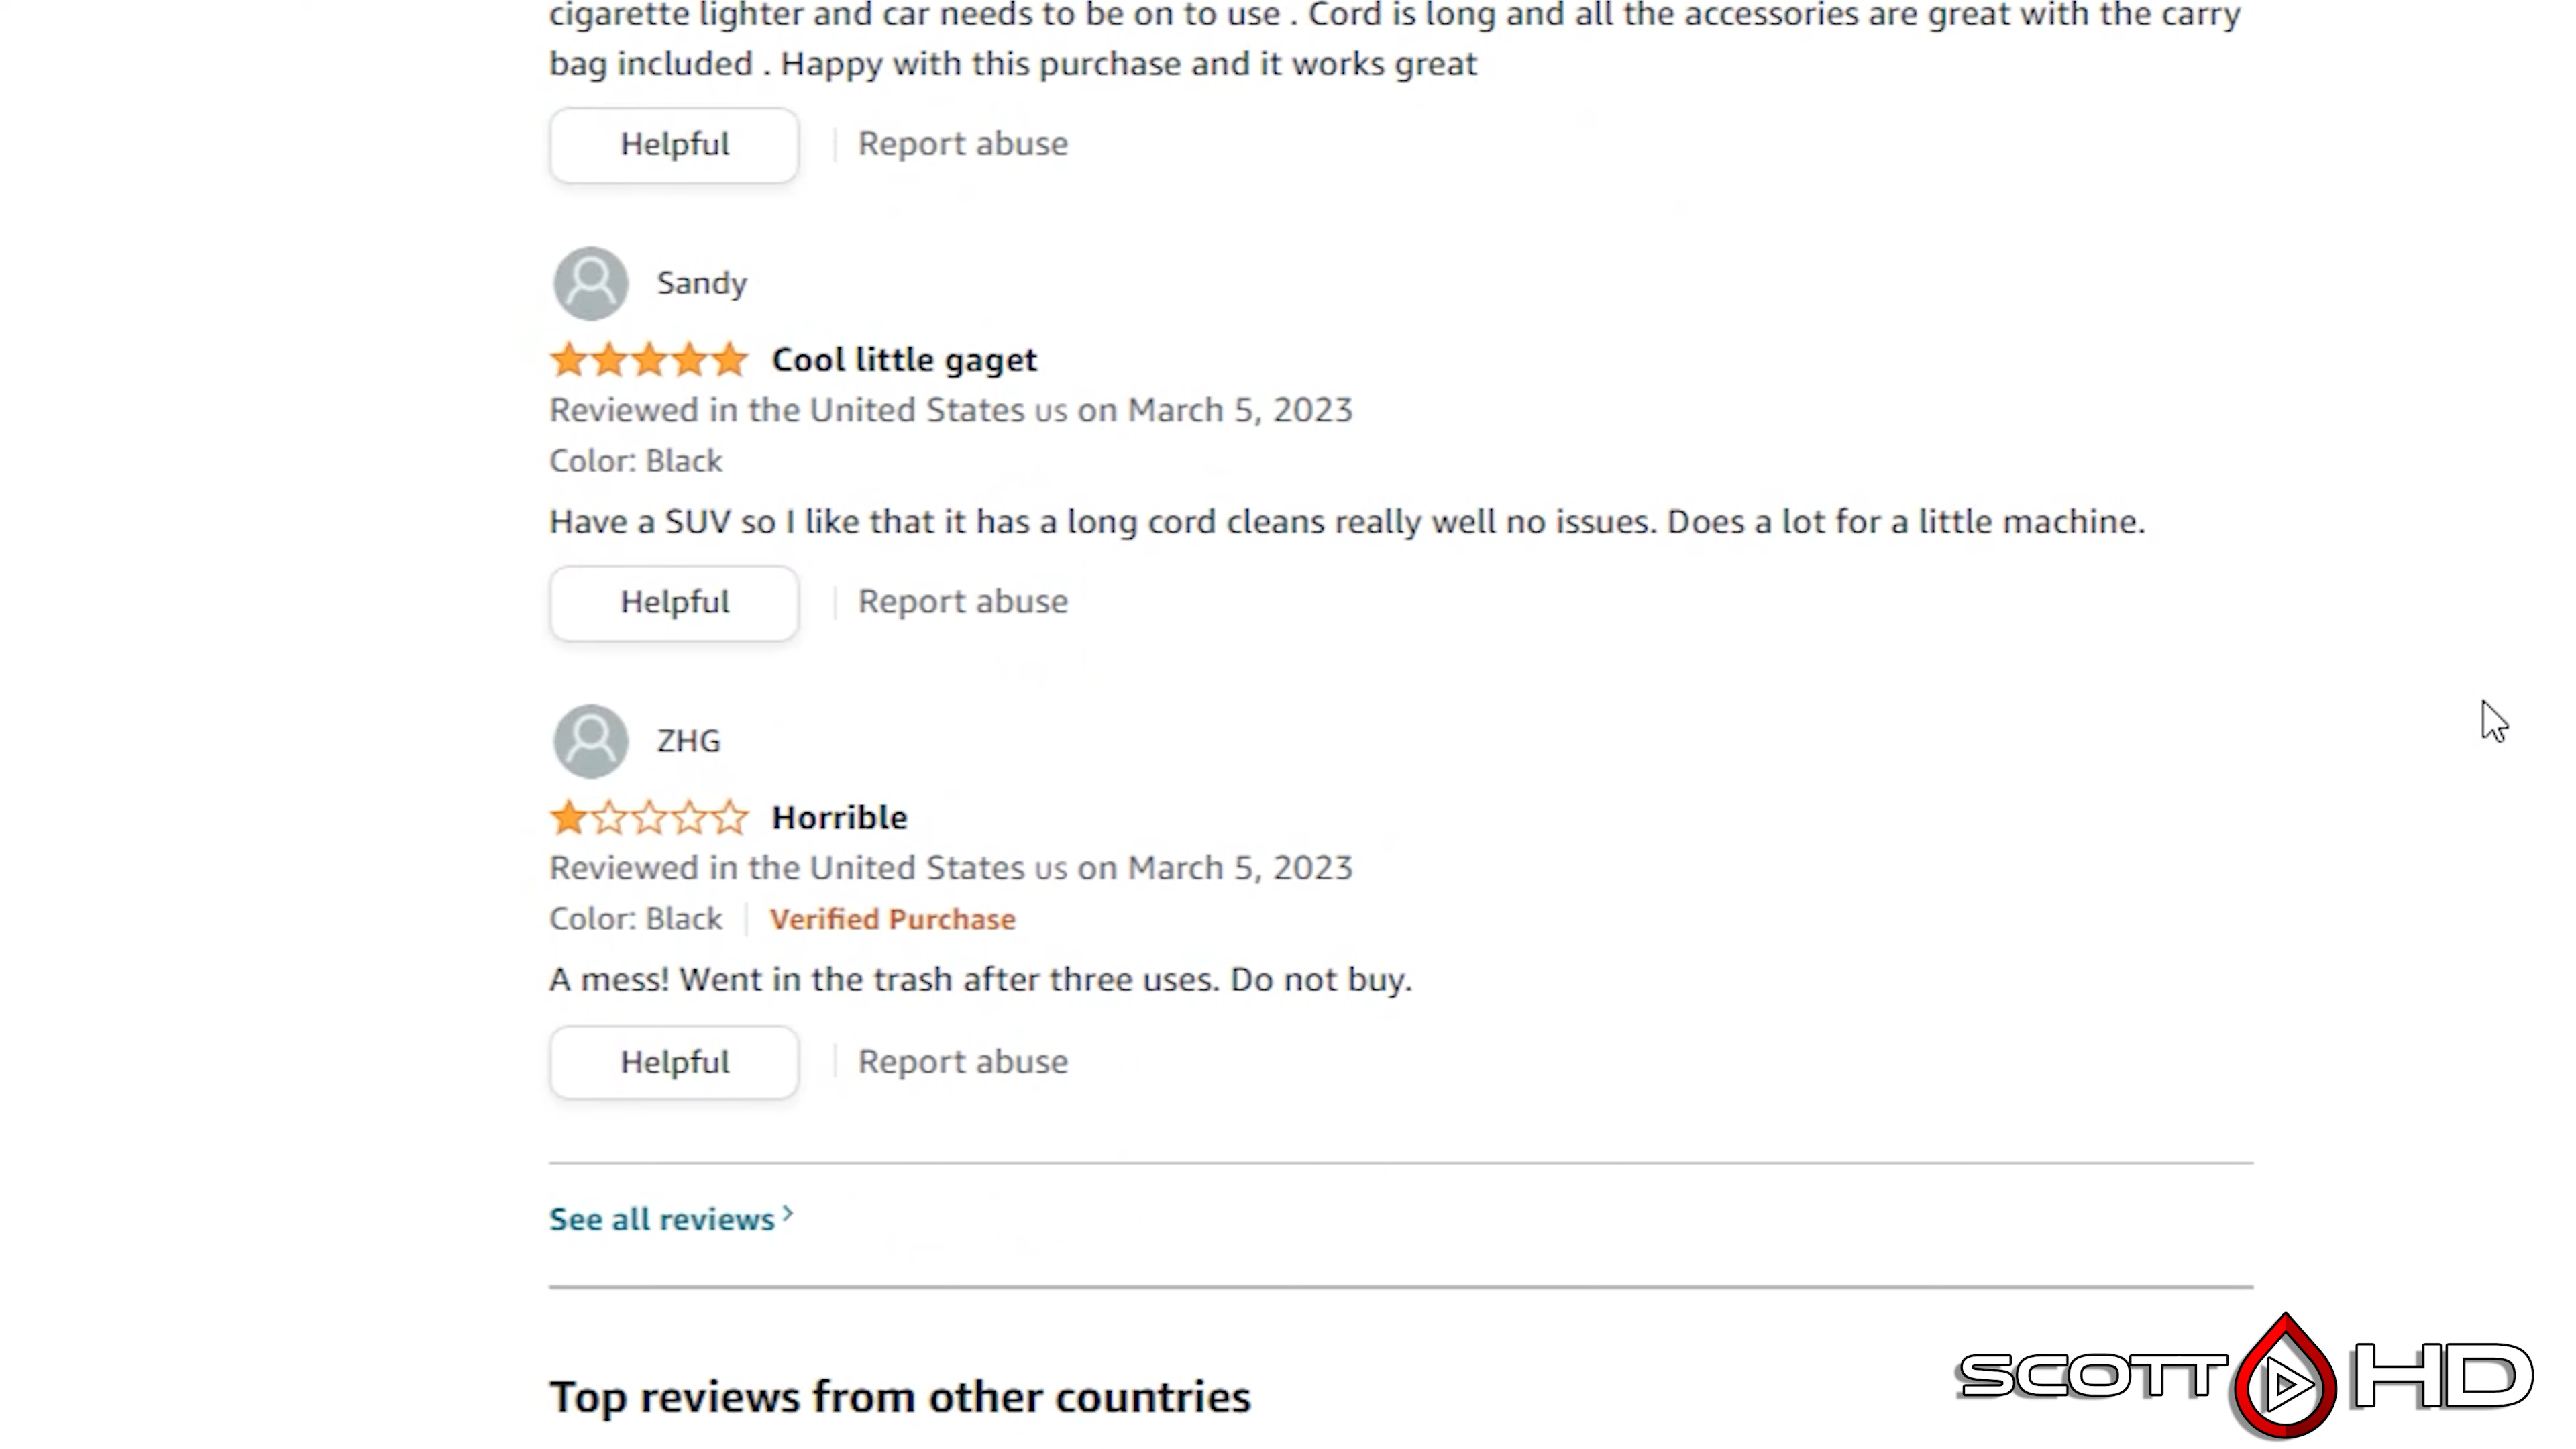 cigarette lighter and car needs to be on to use . Cord is long and all the accessories are great with the carry
bag included . Happy with this purchase and it works great
Helpful
Report abuse
Sandy
Cool little gaget
Reviewed in the United States us on March 5, 2023
Color: Black
Have a SUV so I like that it has a long cord cleans really well no issues. Does a lot for a little machine.
Helpful
Report abuse
ZHG
Horrible
Reviewed in the United States us on March 5, 2023
Color: Black
Verified Purchase
A mess! Went in the trash after three uses. Do not buy.
Helpful
Report abuse
See all reviews
Top reviews from other countries
SCOTT HD